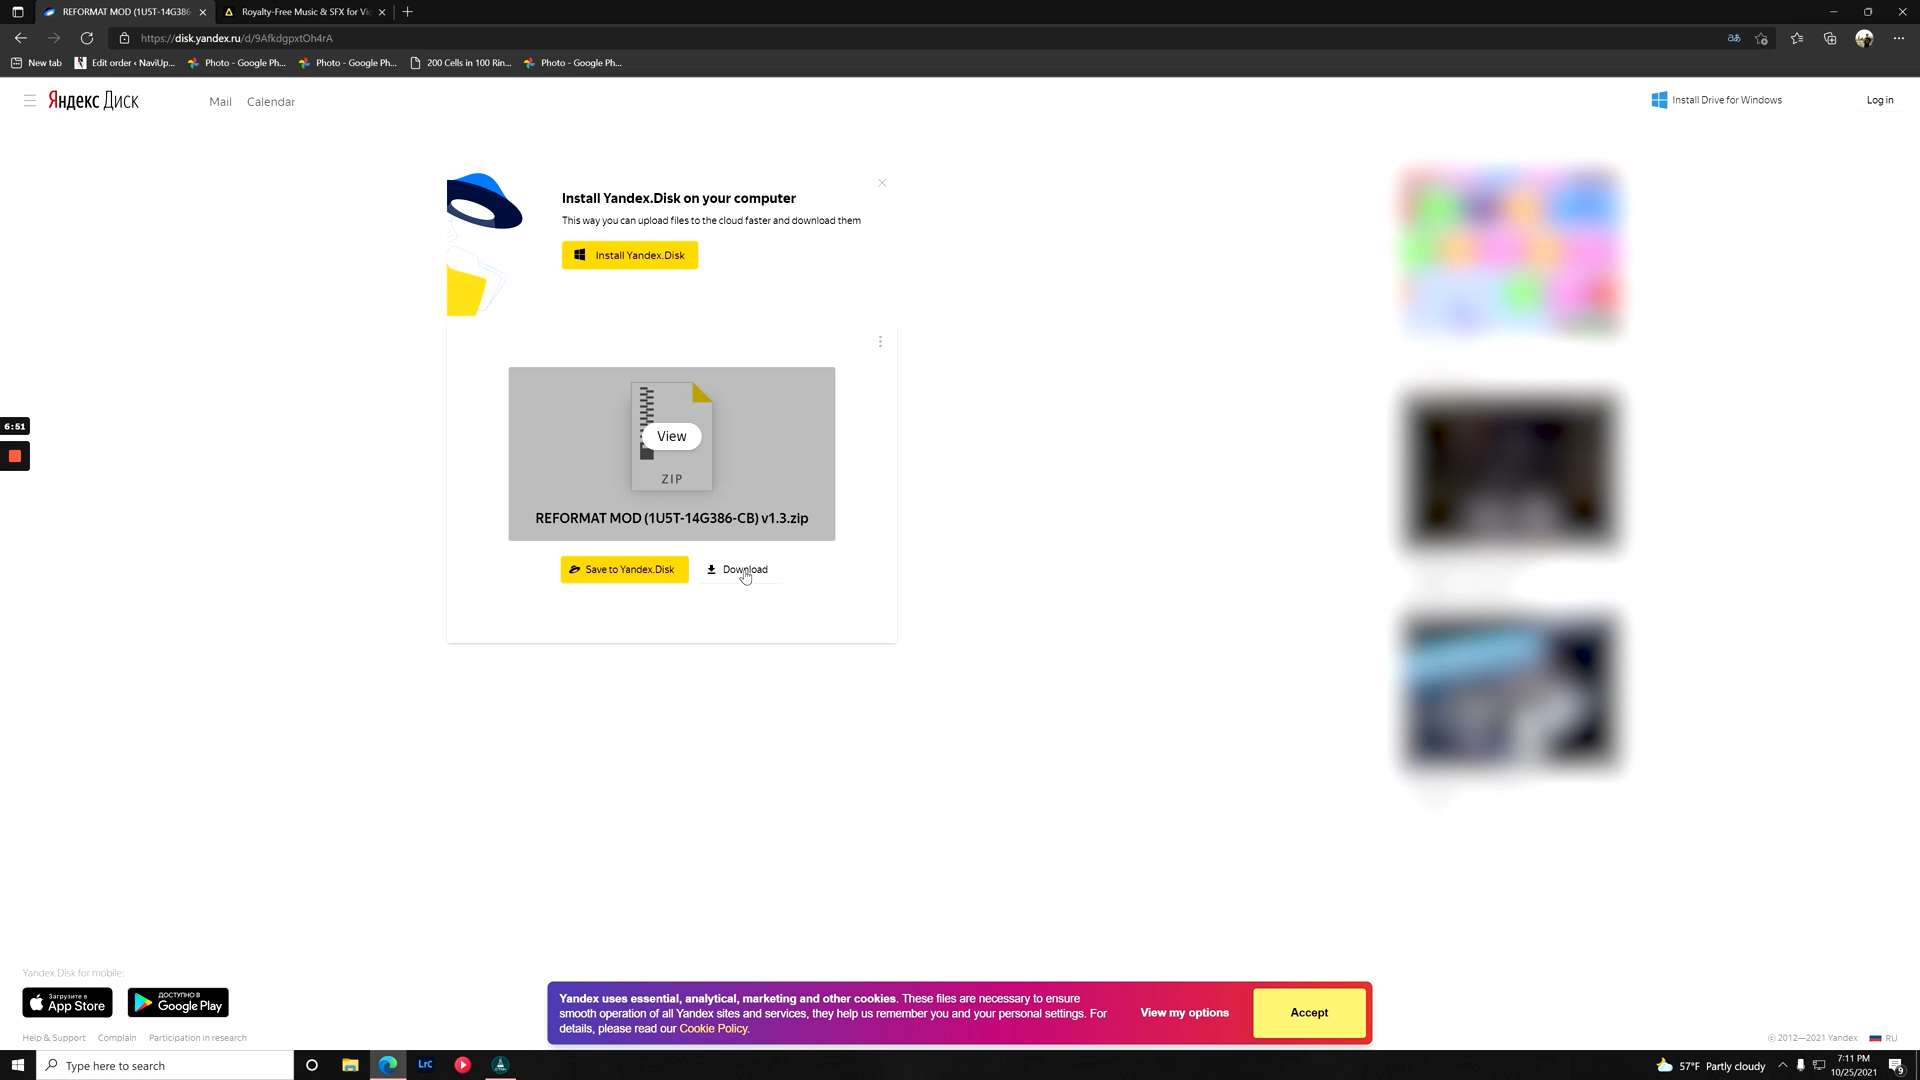 REFORMAT MOD (1U5T-14G386
Royalty-Free Music & SFX for Vi
https://disk.yandex.ru/d/9AfkdgpxtOh4rA
New tab
Edit order ‹ NaviUp...
Photo - Google Ph...
Photo - Google Ph...
200 Cells in 100 Rin...
Photo - Google Ph...
Яндекс Диск
Mail
Calendar
Install Drive for Windows
Log in
Install Yandex.Disk on your computer
This way you can upload files to the cloud faster and download them
Install Yandex.Disk
6:51
View
ZIP
REFORMAT MOD (1U5T-14G386-CB) v1.3.zip
Save to Yandex.Disk
Download
Yandex.Disk for mobile:
Загрузите в
App Store
ДОСТУПНО В
Google Play
Yandex uses essential, analytical, marketing and other cookies. These files are necessary to ensure
smooth operation of all Yandex sites and services, they help us remember you and your personal settings. For
details, please read our Cookie Policy.
View my options
Accept
Help & Support
Complain
Participation in research
© 2012—2021 Yandex
RU
Type here to search
LrC
57°F Partly cloudy
7:11 PM
10/25/2021
9